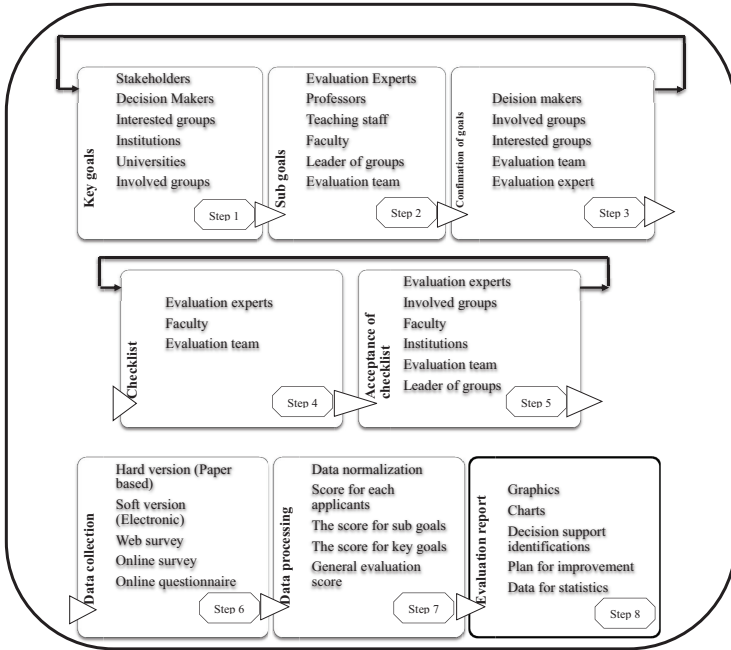 Key goals
Stakeholders
Decision Makers
Interested groups
Institutions
Universities
Involved groups
Step 1
Sub goals
Evaluation Experts
Professors
Teaching staff
Faculty
Leader of groups
Evaluation team
Step 2
Confirmation of goals
Deision makers
Involved groups
Interested groups
Evaluation team
Evaluation expert
Step 3
Checklist
Evaluation experts
Faculty
Evaluation team
Step 4
Acceptance of
checklist
Evaluation experts
Involved groups
Faculty
Institutions
Evaluation team
Leader of groups
Step 5
Data collection
Hard version (Paper
based)
Soft version
(Electronic)
Web survey
Online survey
Online questionnaire
Step 6
Data processing
Data normalization
Score for each
applicants
The score for sub goals
The score for key goals
General evaluation
score
Step 7
Evaluation report
Graphics
Charts
Decision support
identifications
Plan for improvement
Data for statistics
Step 8